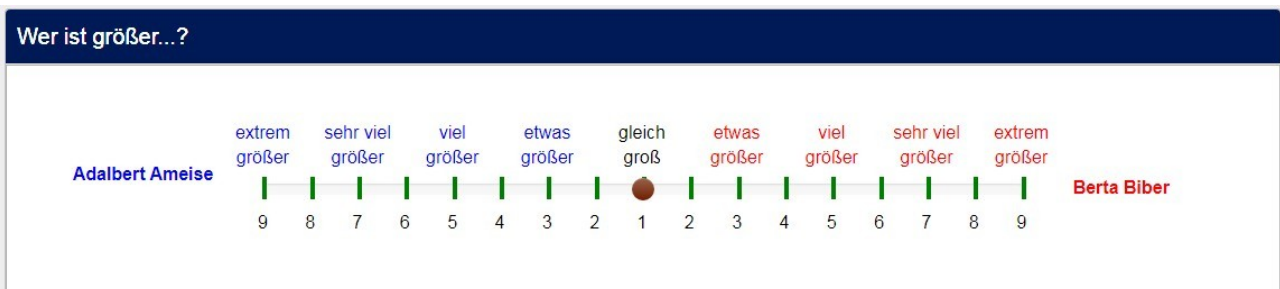 Wer ist größer...?
extrem sehr viel viel etwas gleich etwas viel sehr viel extrem
größer größer größer größer groß größer größer größer größer
Adalbert Ameise
Berta Biber
9 8 7 6 5 4 3 2 1 2 3 4 5 6 7 8 9